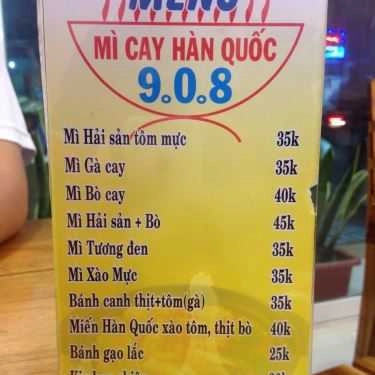 MENU
MÌ CAY HÀN QUỐC
9.0.8
Mì Hải sản tôm mực 35k
Mì Gà cay 35k
Mì Bò cay 40k
Mì Hải sản + Bò 45k
Mì Tương đen 35k
Mì Xào Mực 35k
Bánh canh thịt+tôm(gà) 35k
Miến Hàn Quốc xào tôm, thịt bò 40k
Bánh gạo lắc 25k